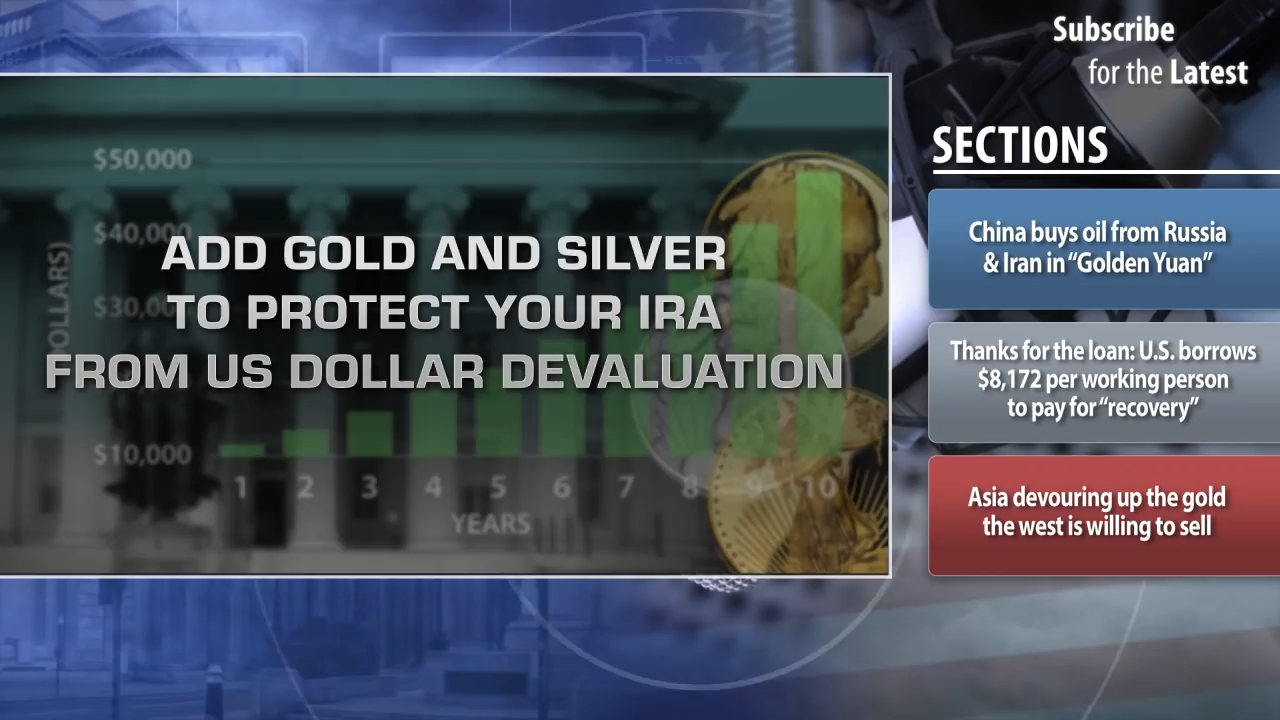 Subscribe
for the Latest
SECTIONS
$50,000
$40,000
$30,00
$10,000
DOLLARS)
ADD GOLD AND SILVER
TO PROTECT YOUR IRA
FROM US DOLLAR DEVALUATION
1 2 3 4 5 6 7 8 9 10
YEARS
China buys oil from Russia
& Iran in “Golden Yuan”
Thanks for the loan: U.S. borrows
$8,172 per working person
to pay for “recovery”
Asia devouring up the gold
the west is willing to sell